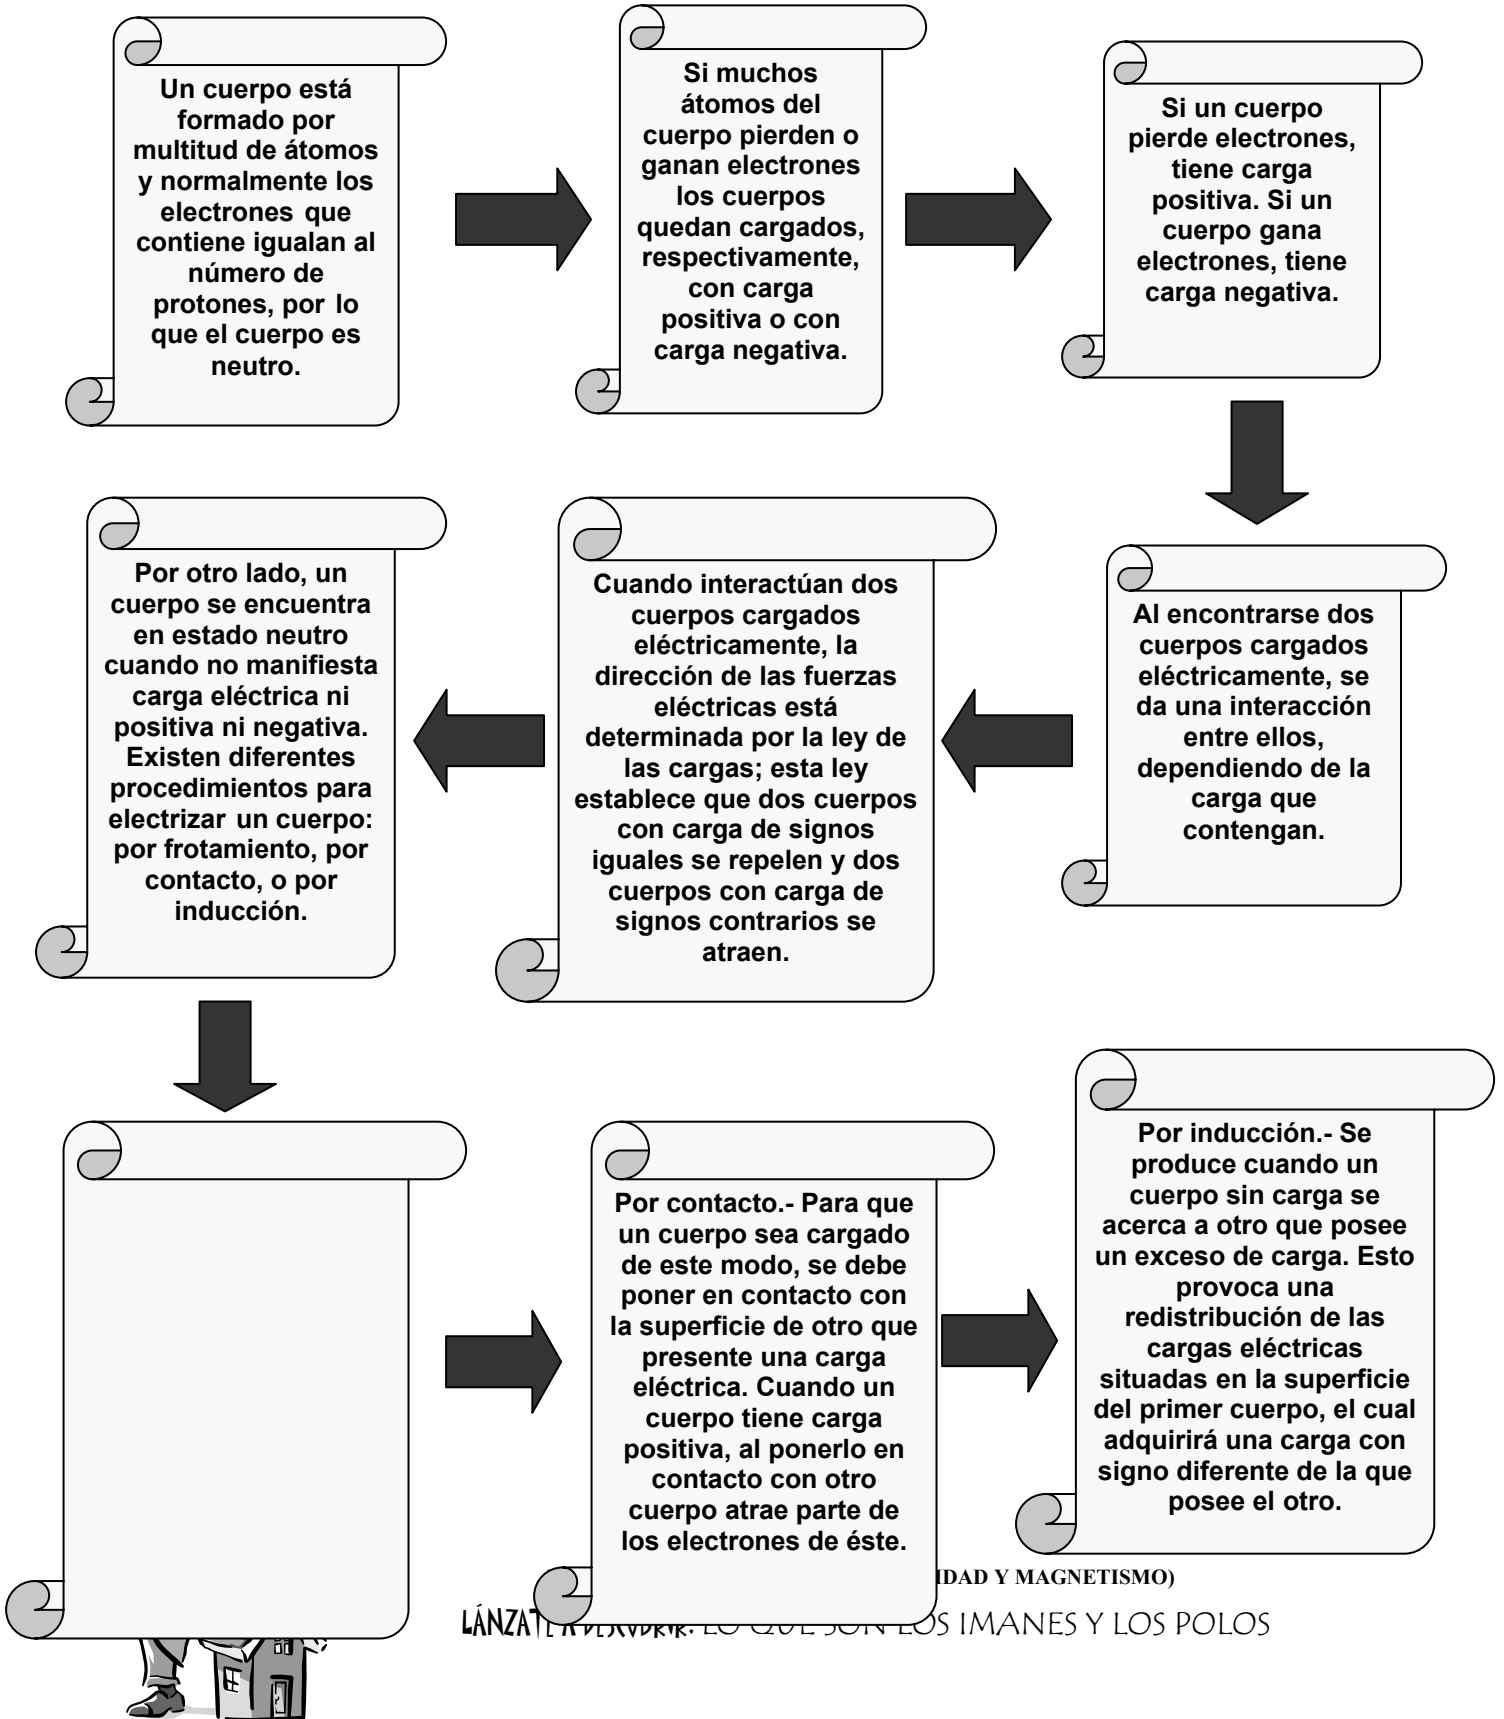 Un cuerpo está
formado por
multitud de átomos
y normalmente los
electrones que
contiene igualan al
número de
protones, por lo
que el cuerpo es
neutro.
Si muchos
átomos del
cuerpo pierden o
ganan electrones
los cuerpos
quedan cargados,
respectivamente,
con carga
positiva o con
carga negativa.
Si un cuerpo
pierde electrones,
tiene carga
positiva. Si un
cuerpo gana
electrones, tiene
carga negativa.
Al encontrarse dos
cuerpos cargados
eléctricamente, se
da una interacción
entre ellos,
dependiendo de la
carga que
contengan.
Cuando interactúan dos
cuerpos cargados
eléctricamente, la
dirección de las fuerzas
eléctricas está
determinada por la ley de
las cargas; esta ley
establece que dos cuerpos
con carga de signos
iguales se repelen y dos
cuerpos con carga de
signos contrarios se
atraen.
Por otro lado, un
cuerpo se encuentra
en estado neutro
cuando no manifiesta
carga eléctrica ni
positiva ni negativa.
Existen diferentes
procedimientos para
electrizar un cuerpo:
por frotamiento, por
contacto, o por
inducción.
Por contacto.- Para que
un cuerpo sea cargado
de este modo, se debe
poner en contacto con
la superficie de otro que
presente una carga
eléctrica. Cuando un
cuerpo tiene carga
positiva, al ponerlo en
contacto con otro
cuerpo atrae parte de
los electrones de éste.
Por inducción.- Se
produce cuando un
cuerpo sin carga se
acerca a otro que posee
un exceso de carga. Esto
provoca una
redistribución de las
cargas eléctricas
situadas en la superficie
del primer cuerpo, el cual
adquirirá una carga con
signo diferente de la que
posee el otro.
IDAD Y MAGNETISMO)
LÁNZATE A DESCUBRIR: LO QUE SON LOS IMANES Y LOS POLOS